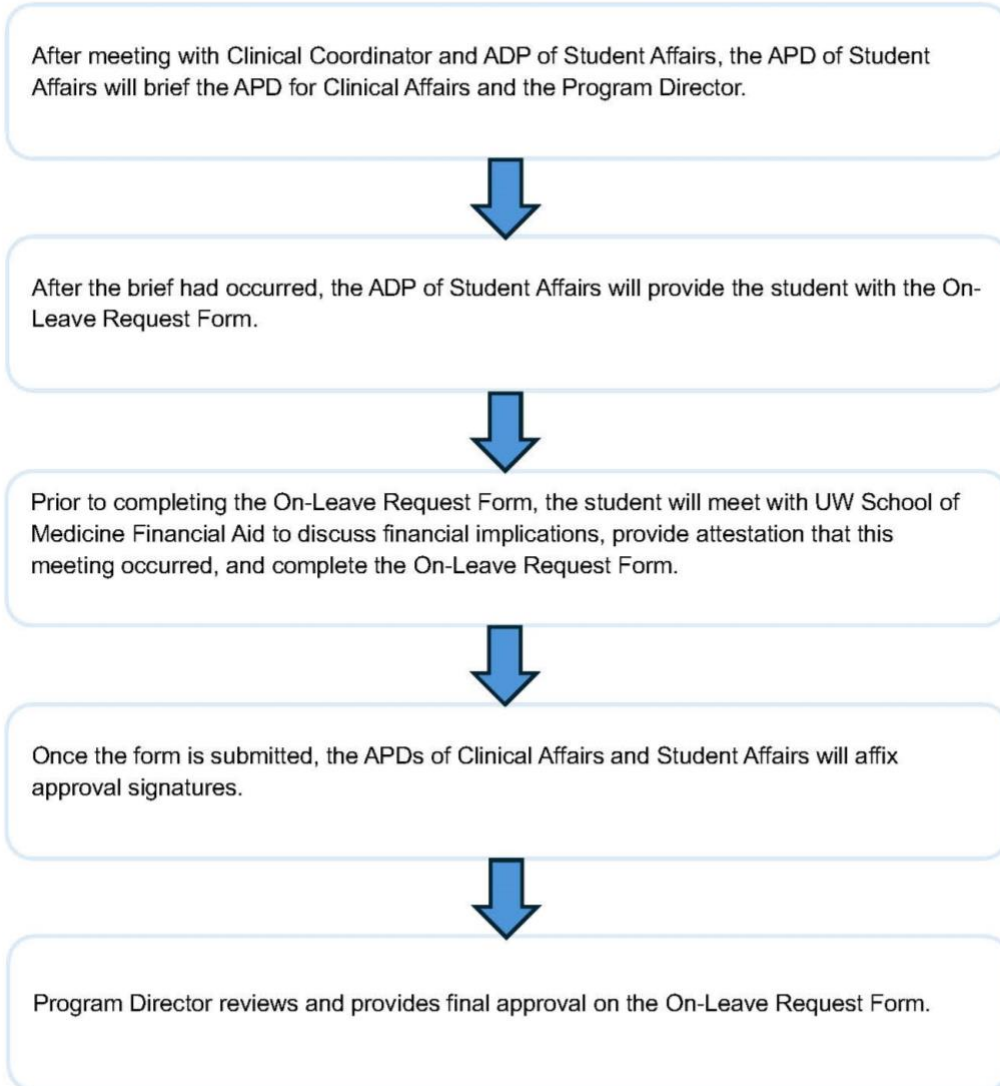 After meeting with Clinical Coordinator and ADP of Student Affairs, the APD of Student
Affairs will brief the APD for Clinical Affairs and the Program Director.
After the brief had occurred, the ADP of Student Affairs will provide the student with the On-
Leave Request Form.
Prior to completing the On-Leave Request Form, the student will meet with UW School of
Medicine Financial Aid to discuss financial implications, provide attestation that this
meeting occurred, and complete the On-Leave Request Form.
Once the form is submitted, the APDs of Clinical Affairs and Student Affairs will affix
approval signatures.
Program Director reviews and provides final approval on the On-Leave Request Form.